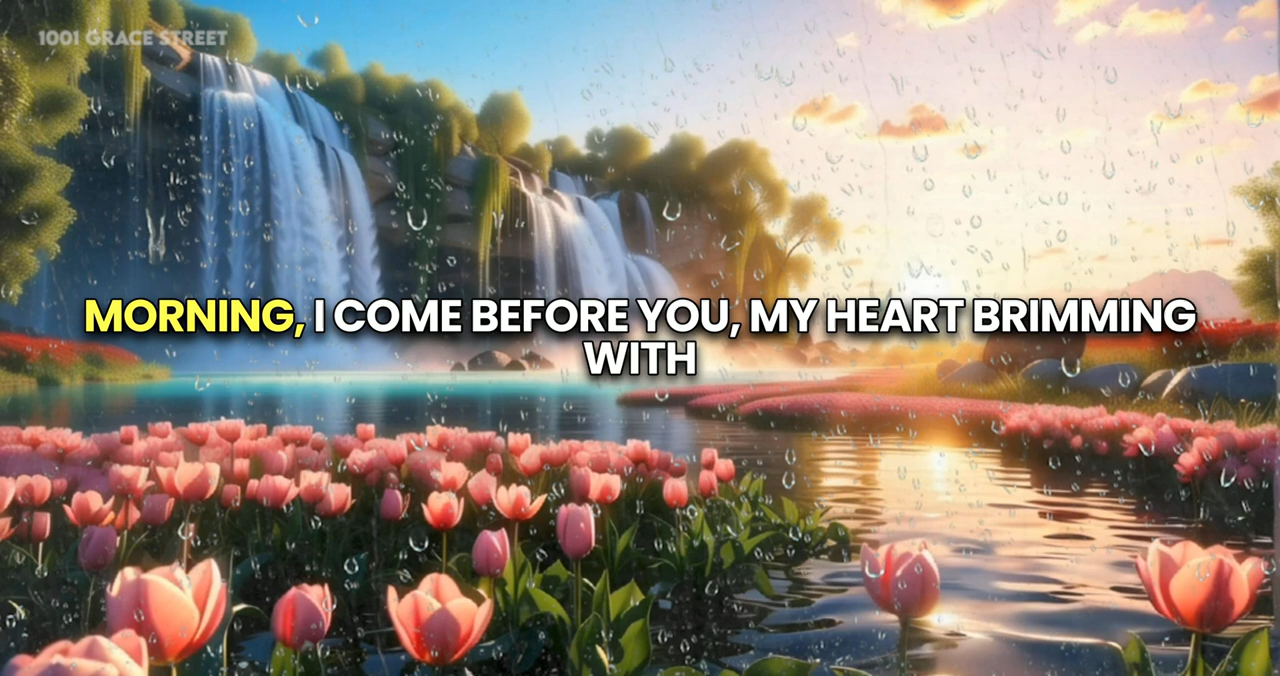 1001 GRACE STREET
MORNING, I COME BEFORE YOU, MY HEART BRIMMING
WITH